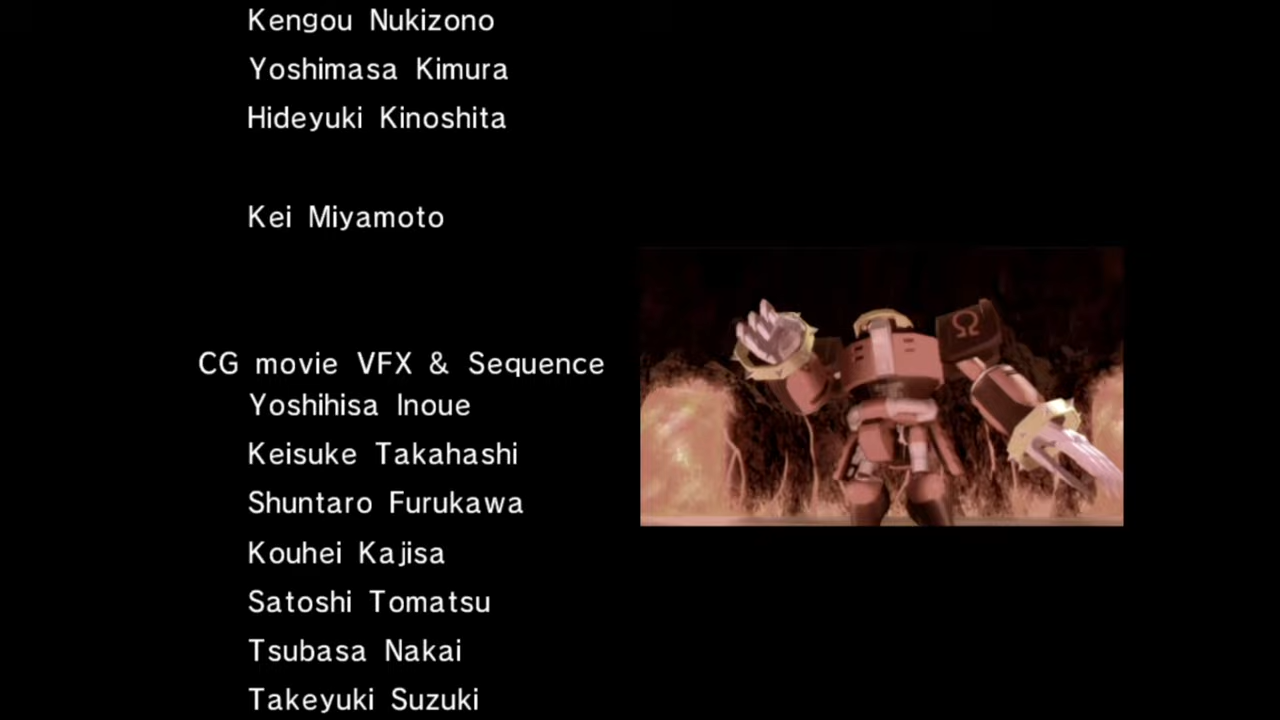 Kengou Nukizono
Yoshimasa Kimura
Hideyuki Kinoshita
Kei Miyamoto
CG movie VFX & Sequence
Yoshihisa Inoue
Keisuke Takahashi
Shuntaro Furukawa
Kouhei Kajisa
Satoshi Tomatsu
Tsubasa Nakai
Takeyuki Suzuki
Ω